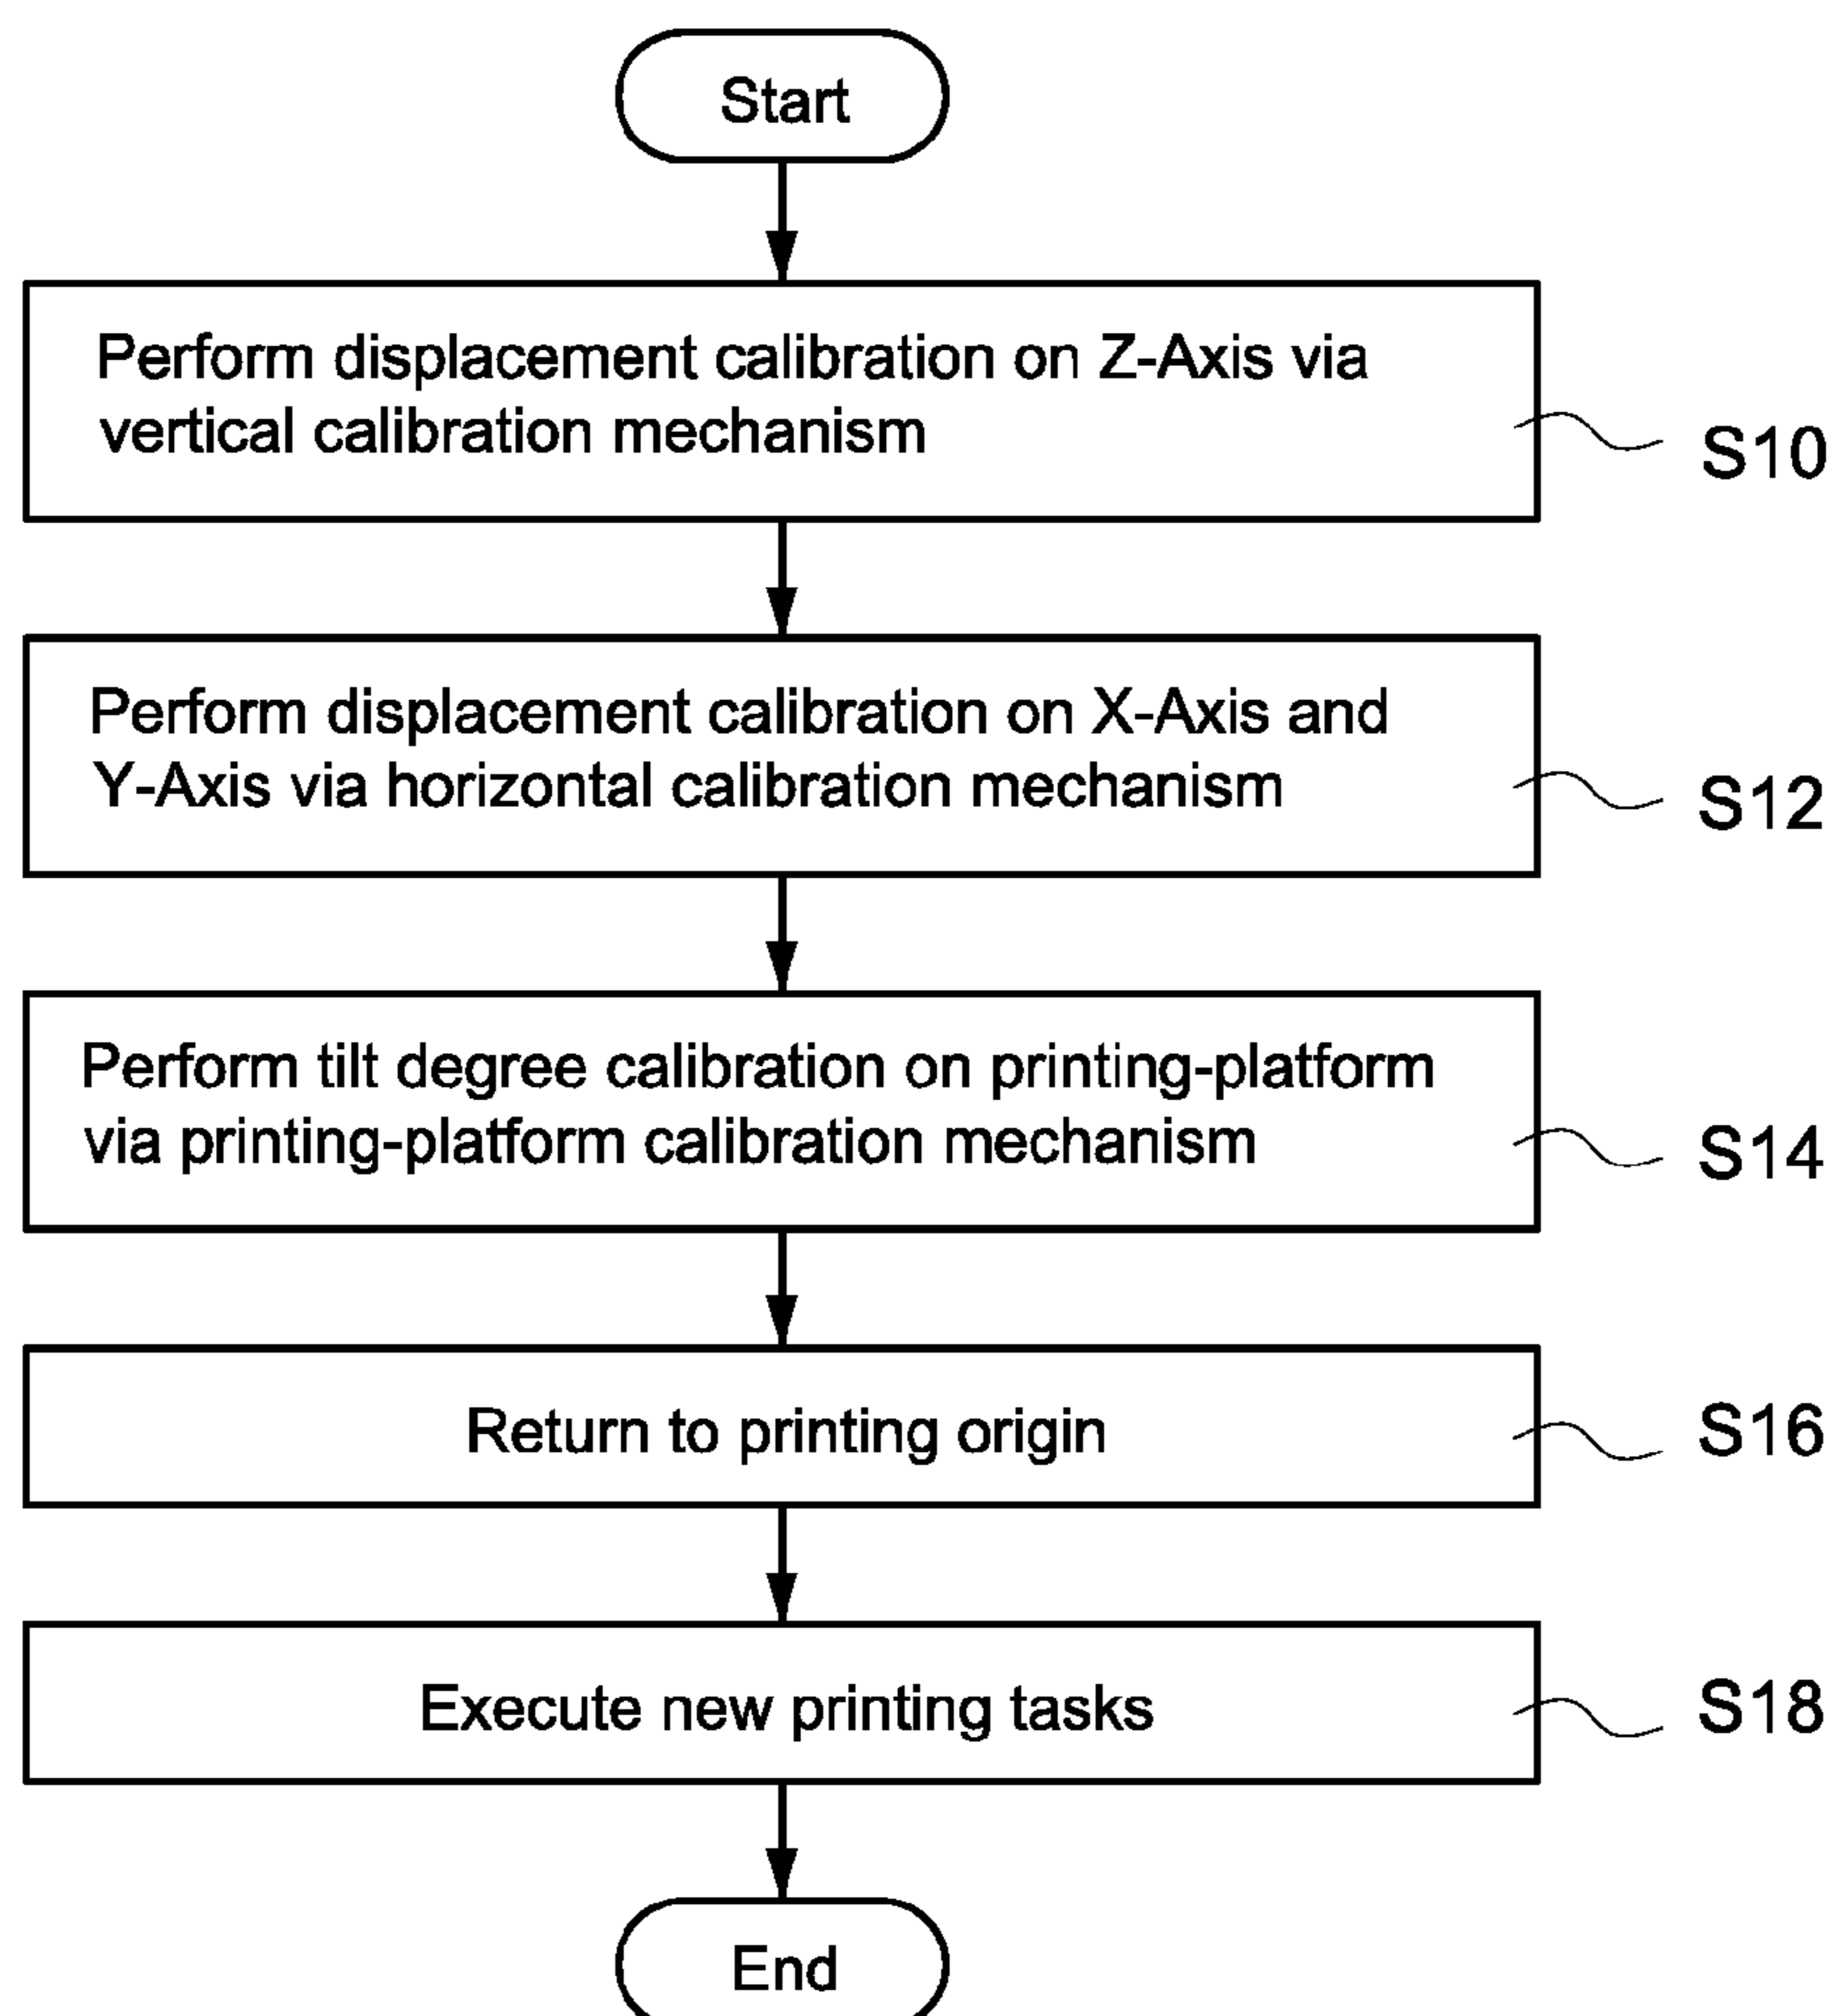 Start
Perform displacement calibration on Z-Axis via
vertical calibration mechanism
S10
Perform displacement calibration on X-Axis and
Y-Axis via horizontal calibration mechanism
S12
Perform tilt degree calibration on printing-platform
via printing-platform calibration mechanism
S14
Return to printing origin
S16
Execute new printing tasks
S18
End